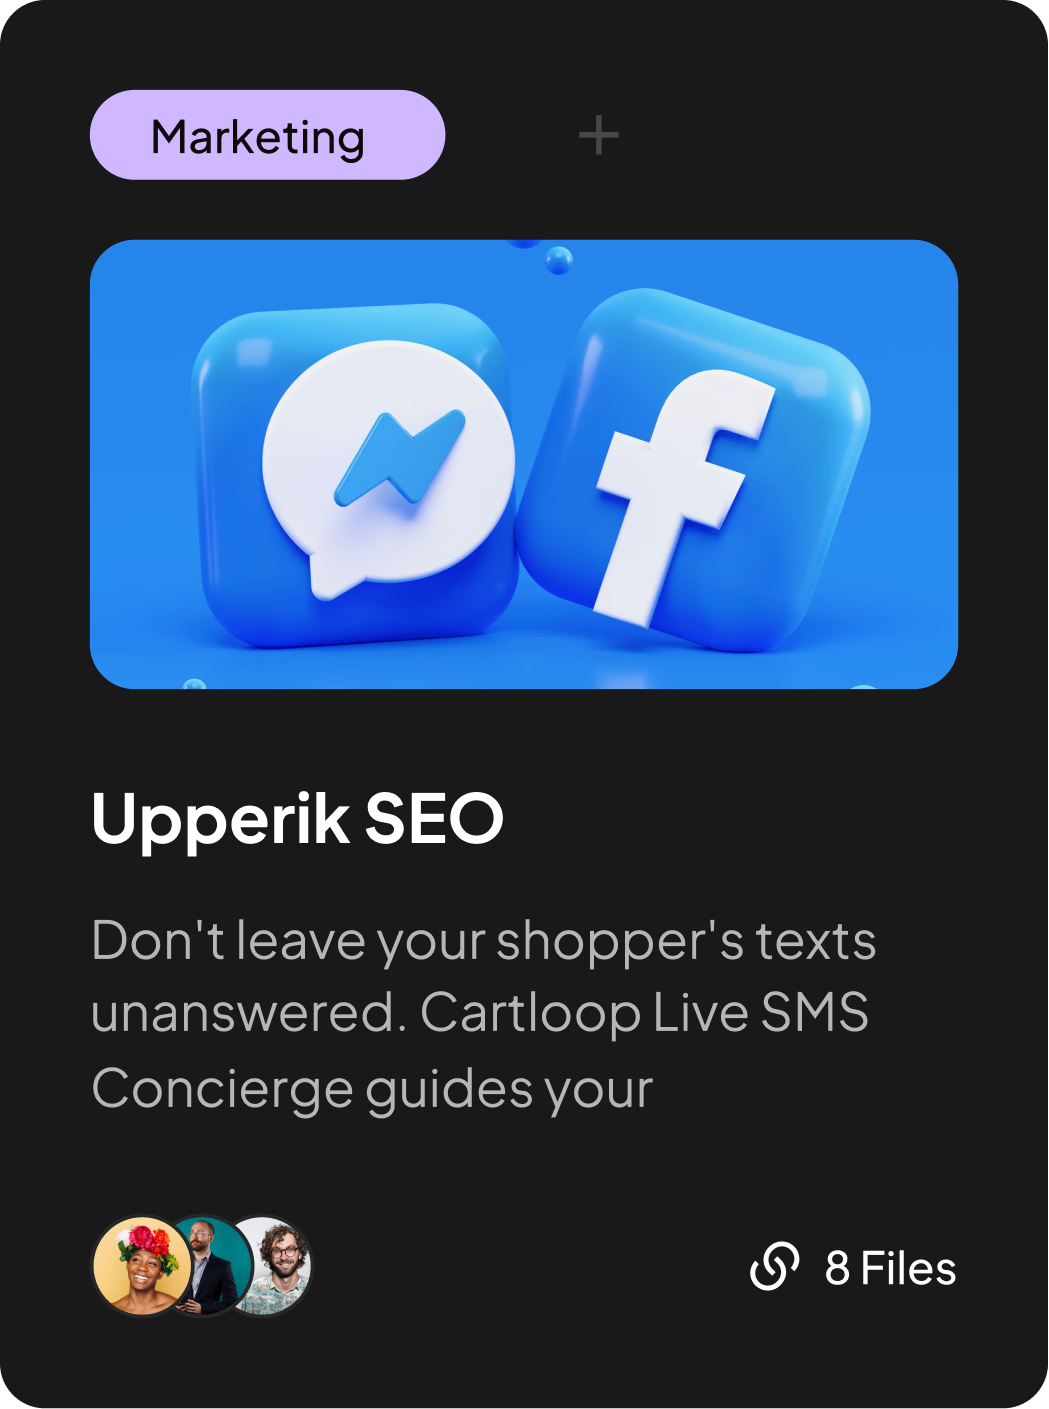 Marketing
Upperik SEO
Don't leave your shopper's texts
unanswered. Cartloop Live SMS
Concierge guides your
8 Files